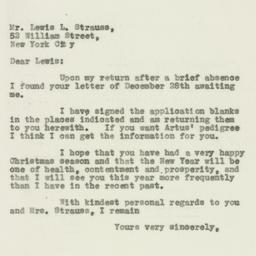 Mr. Lewis L. Strauss,
52 William Street,
New York City
Dear Lewis:
Upon my return after a brief absence
I found your letter of December 28th awaiting
me.
I have signed the application blanks
in the places indicated and am returning them
to you herewith. If you want Artus' pedigree
I think I can get the information for you.
I hope that you have had a very happy
Christmas season and that the New Year will be
one of health, contentment and prosperity, and
that I will see you this year more frequently
than I have in the recent past.
With kindest personal regards to you
and Mrs. Strauss, I remain
Yours very sincerely,